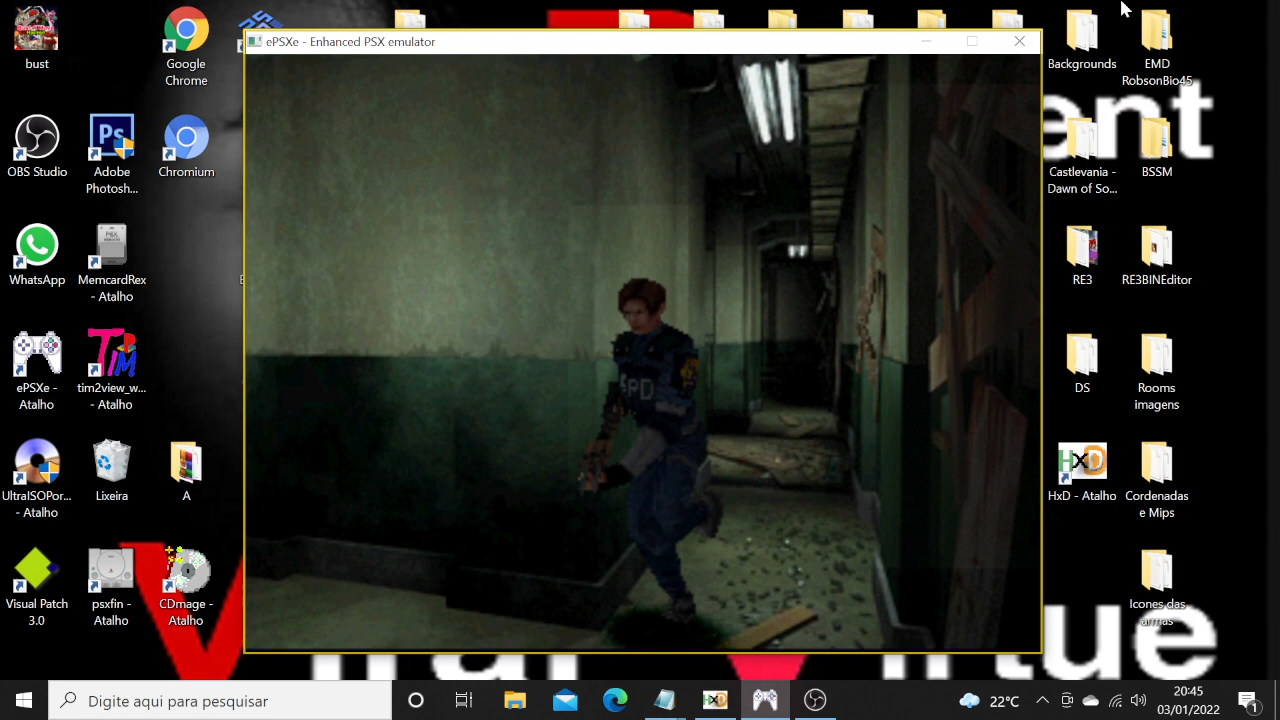 bust
Google
Chrome
ePSXe - Enhanced PSX emulator
Backgrounds
EMD
RobsonBio45
ent
OBS Studio
Adobe
Photosh...
Chromium
Castlevania -
Dawn of So...
BSSM
WhatsApp
MemcardRex
- Atalho
RE3
RE3BINEditor
ePSXe -
Atalho
tim2view_w...
- Atalho
DS
Rooms
imagens
UltraISOPor...
- Atalho
Lixeira
A
HxD - Atalho
Cordenadas
e Mips
Visual Patch
3.0
psxfin -
Atalho
CDmage -
Atalho
Icones das
armas
Digite aqui para pesquisar
22°C
20:45
03/01/2022
1